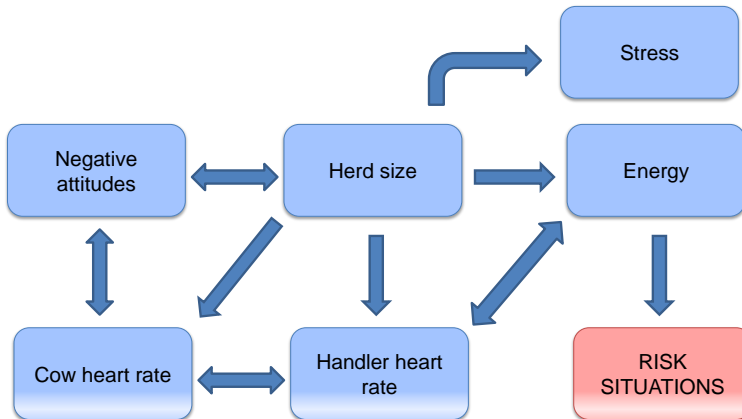 Stress
Negative
attitudes
Herd size
Energy
Cow heart rate
Handler heart
rate
RISK
SITUATIONS